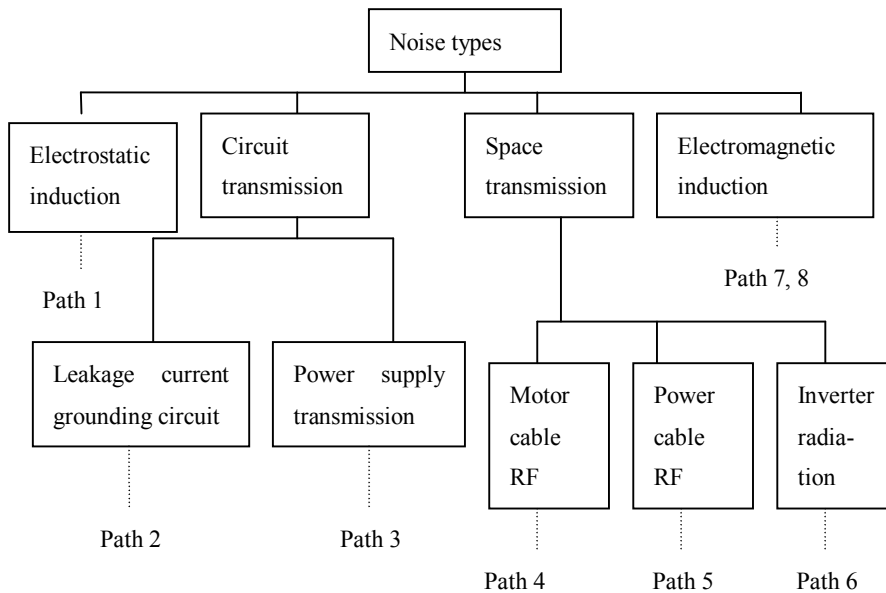 Noise types
Electrostatic
induction
Circuit
transmission
Space
transmission
Electromagnetic
induction
Path 1
Path 7, 8
Leakage current
grounding circuit
Power supply
transmission
Motor
cable
RF
Power
cable
RF
Inverter
radia-
tion
Path 2
Path 3
Path 4
Path 5
Path 6